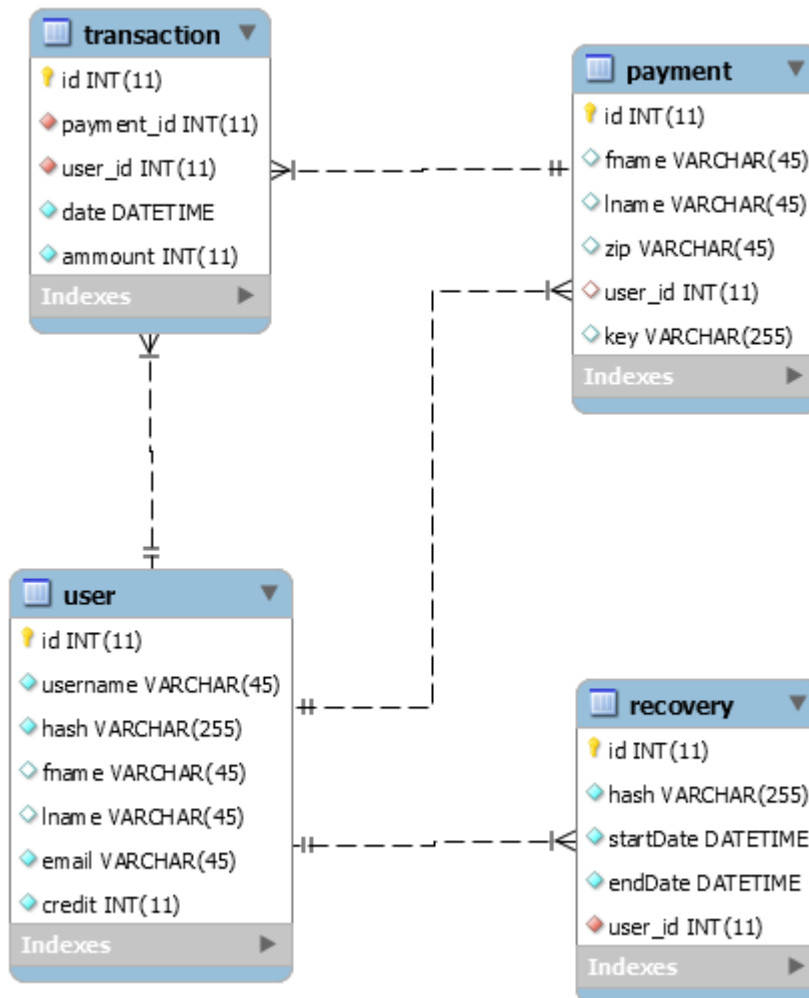 transaction
id INT(11)
payment_id INT(11)
user_id INT(11)
date DATETIME
ammount INT(11)
Indexes
payment
id INT(11)
fname VARCHAR(45)
lname VARCHAR(45)
zip VARCHAR(45)
user_id INT(11)
key VARCHAR(255)
Indexes
user
id INT(11)
username VARCHAR(45)
hash VARCHAR(255)
fname VARCHAR(45)
lname VARCHAR(45)
email VARCHAR(45)
credit INT(11)
Indexes
recovery
id INT(11)
hash VARCHAR(255)
startDate DATETIME
endDate DATETIME
user_id INT(11)
Indexes